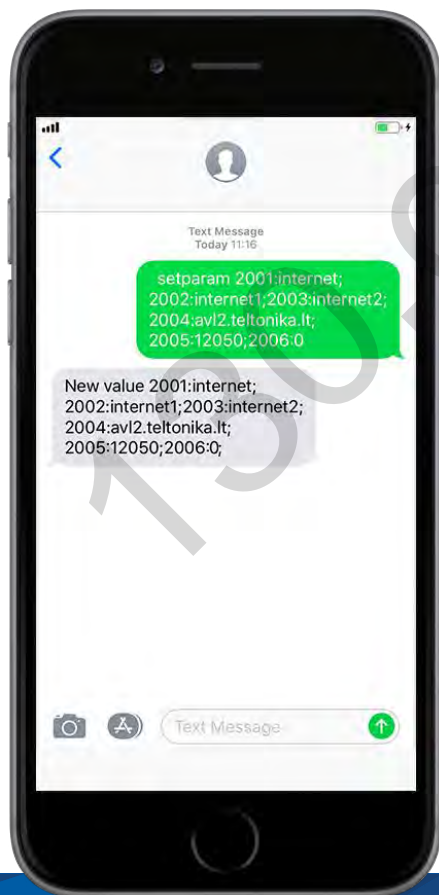 Text Message
Today 11:16
setparam 2001:internet;
2002:internet1;2003:internet2;
2004:avl2.teltonika.lt;
2005:12050;2006:0
New value 2001:internet;
2002:internet1;2003:internet2;
2004:avl2.teltonika.lt;
2005:12050;2006:0;
Text Message